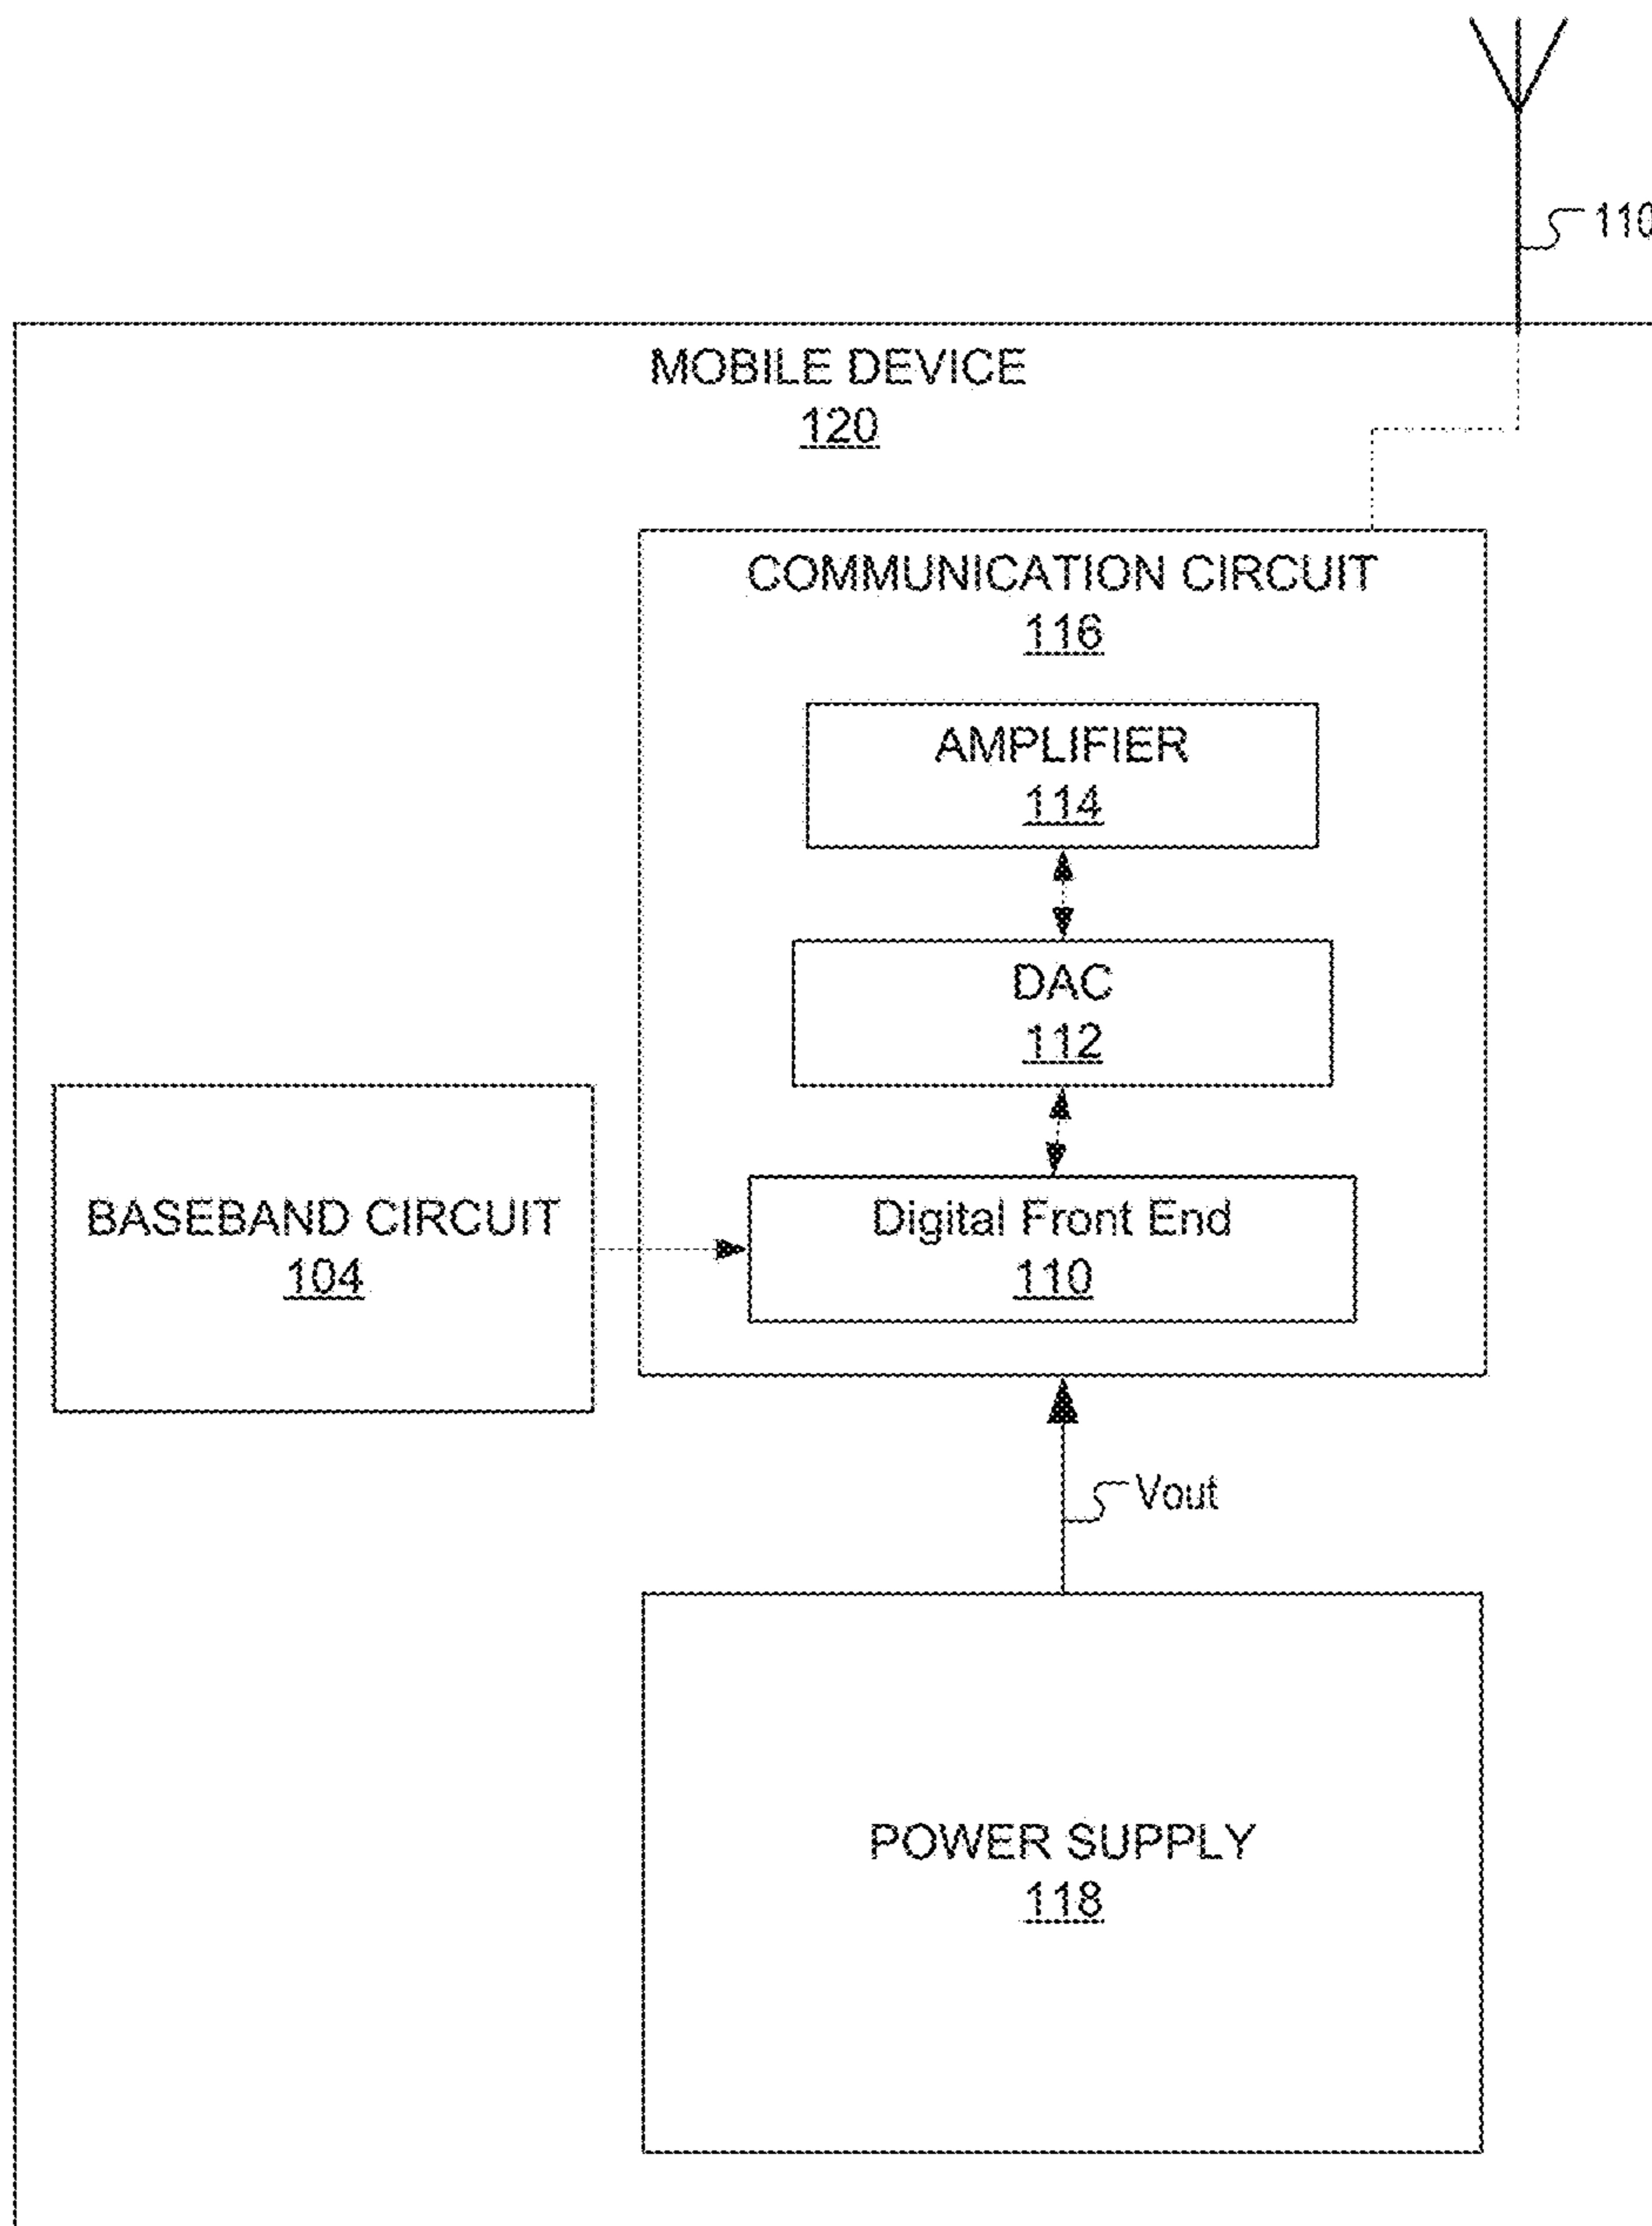 110
MOBILE DEVICE
120
COMMUNICATION CIRCUIT
116
AMPLIFIER
114
DAC
112
BASEBAND CIRCUIT
104
Digital Front End
110
Vout
POWER SUPPLY
118